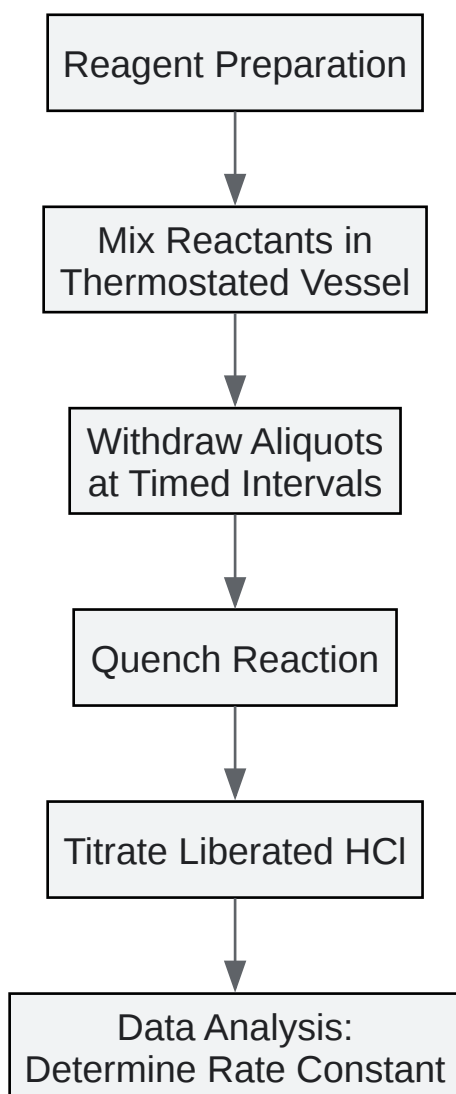 Reagent Preparation
Mix Reactants in
Thermostated Vessel
Withdraw Aliquots
at Timed Intervals
Quench Reaction
Titrate Liberated HCl
Data Analysis:
Determine Rate Constant